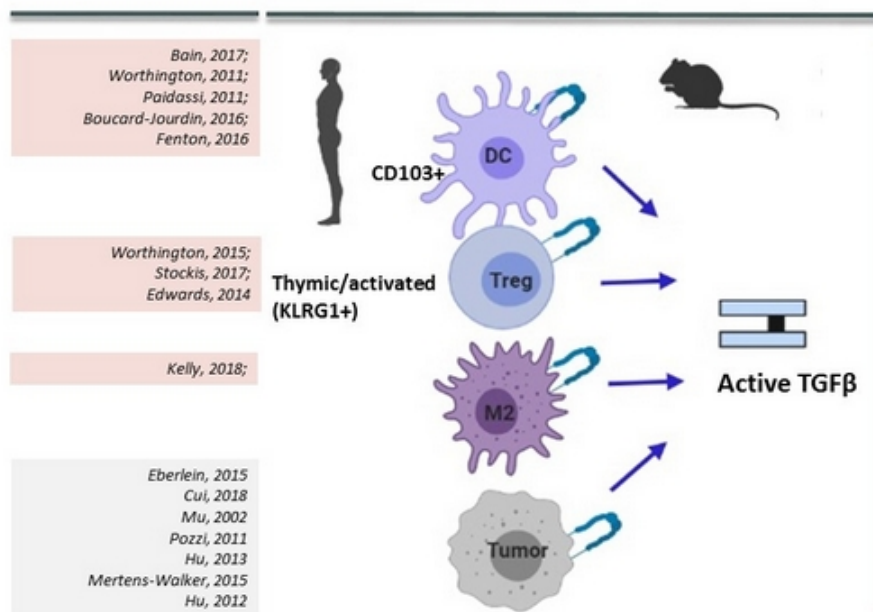 Bain, 2017;
Worthington, 2011;
Paidassi, 2011;
Boucard-Jourdin, 2016;
Fenton, 2016
CD103+
DC
Worthington, 2015;
Stockis, 2017;
Edwards, 2014
Thymic/activated
(KLRG1+)
Treg
Kelly, 2018;
M2
Active TGFβ
Eberlein, 2015
Cui, 2018
Mu, 2002
Pozzi, 2011
Hu, 2013
Mertens-Walker, 2015
Hu, 2012
Tumor